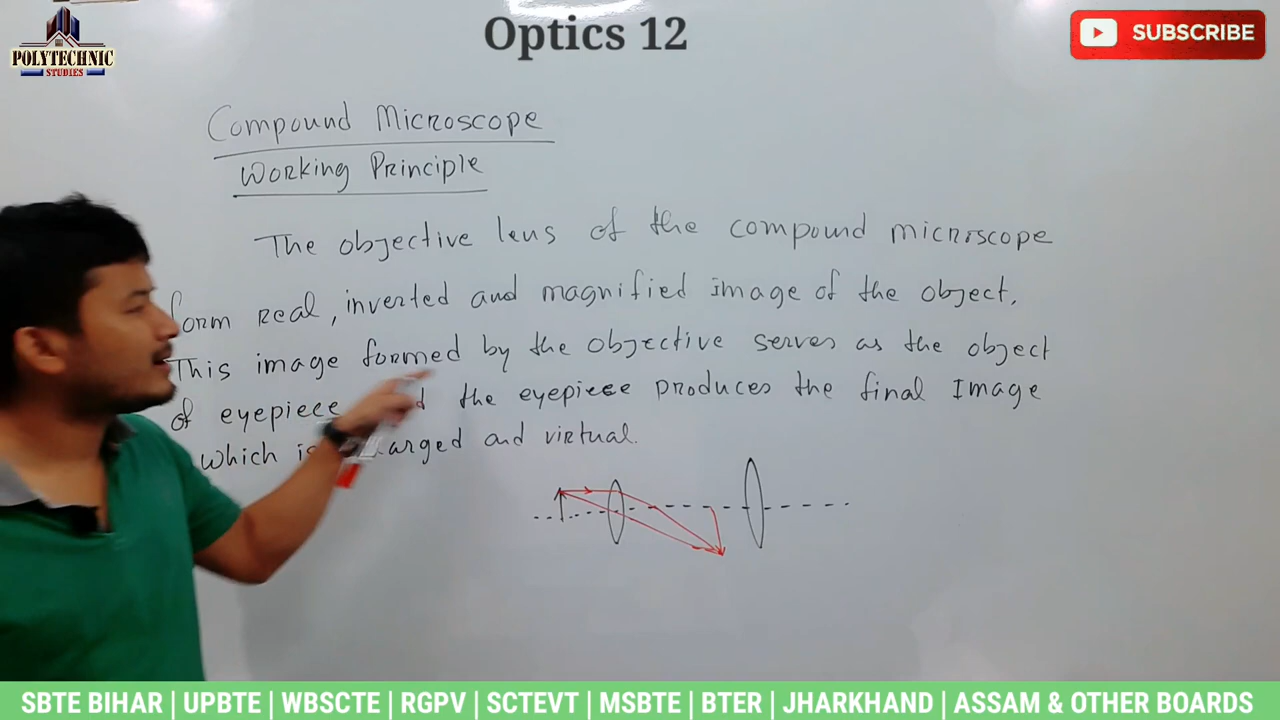 Optics 12
POLYTECHNIC
STUDIES
SUBSCRIBE
Compound Microscope
Working Principle
The objective lens of the compound microscope
form real, inverted and magnified image of the object.
This image formed by the objective serves as the object
of eyepiece the eyepiece produces the final Image
which and virtual.
SBTE BIHAR | UPBTE | WBSCTE | RGPV | SCTEVT | MSBTE | BTER | JHARKHAND | ASSAM & OTHER BOARDS